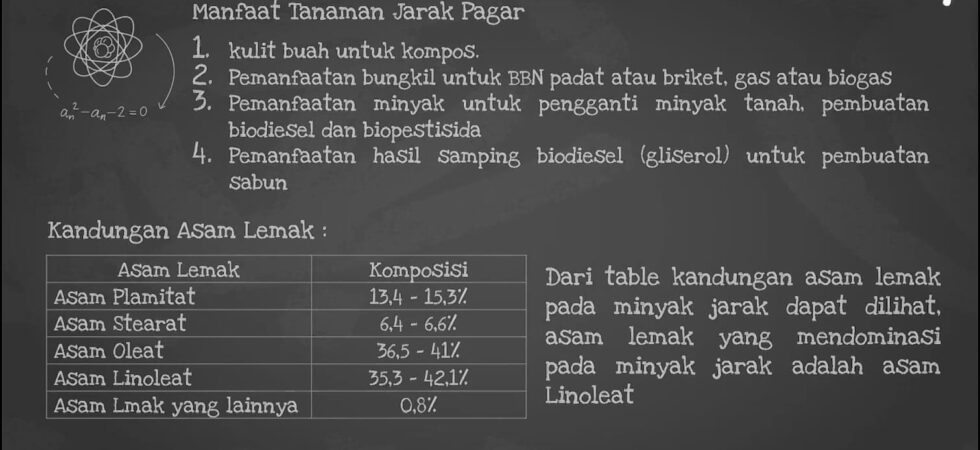 Manfaat Tanaman Jarak Pagar
1. kulit buah untuk kompos.
2. Pemanfaatan bungkil untuk BBN padat atau briket, gas atau biogas
3. Pemanfaatan minyak untuk pengganti minyak tanah, pembuatan
biodiesel dan biopestisida
4. Pemanfaatan hasil samping biodiesel (gliserol) untuk pembuatan
sabun
aₙ²-aₙ-2=0
Kandungan Asam Lemak :
Asam Lemak Komposisi
Asam Plamitat 13,4 - 15,3%
Asam Stearat 6,4 - 6,6%
Asam Oleat 36,5 - 41%
Asam Linoleat 35,3 - 42,1%
Asam Lmak yang lainnya 0,8%
Dari table kandungan asam lemak
pada minyak jarak dapat dilihat,
asam lemak yang mendominasi
pada minyak jarak adalah asam
Linoleat